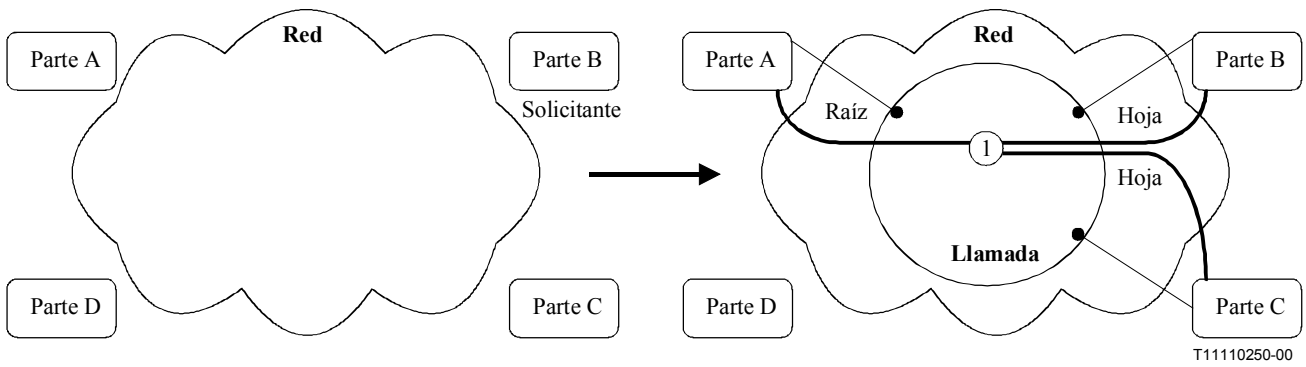 Red
Parte A
Parte B
Solicitante
Parte D
Parte C
Red
Parte A
Parte B
Raíz
Hoja
1
Hoja
Llamada
Parte D
Parte C
T11110250-00